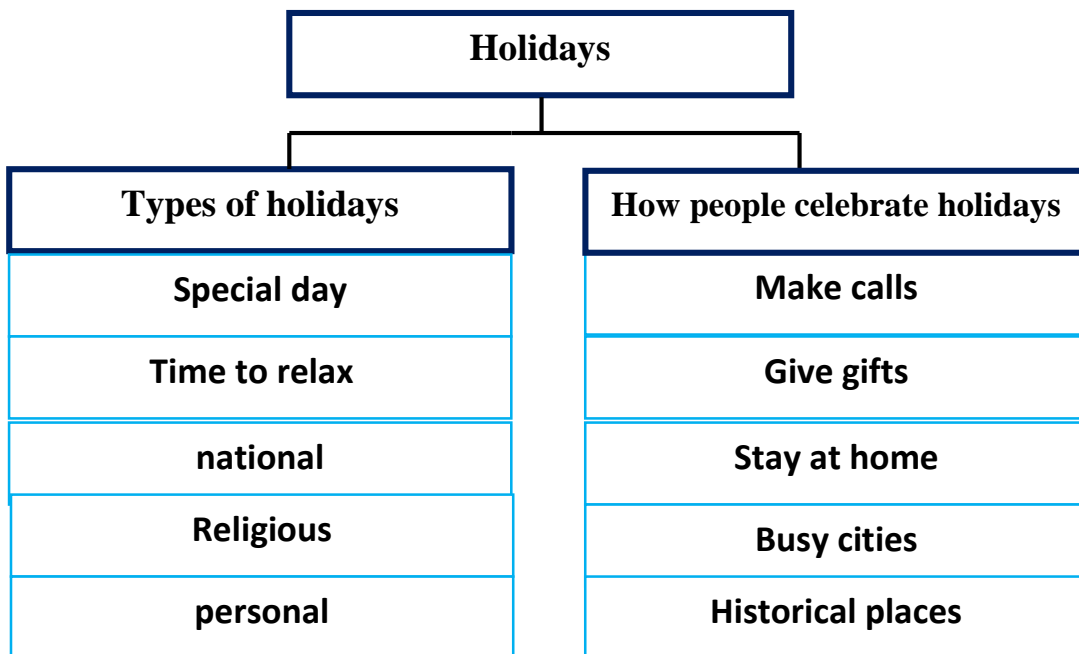 Holidays
Types of holidays
Special day
Time to relax
national
Religious
personal
How people celebrate holidays
Make calls
Give gifts
Stay at home
Busy cities
Historical places